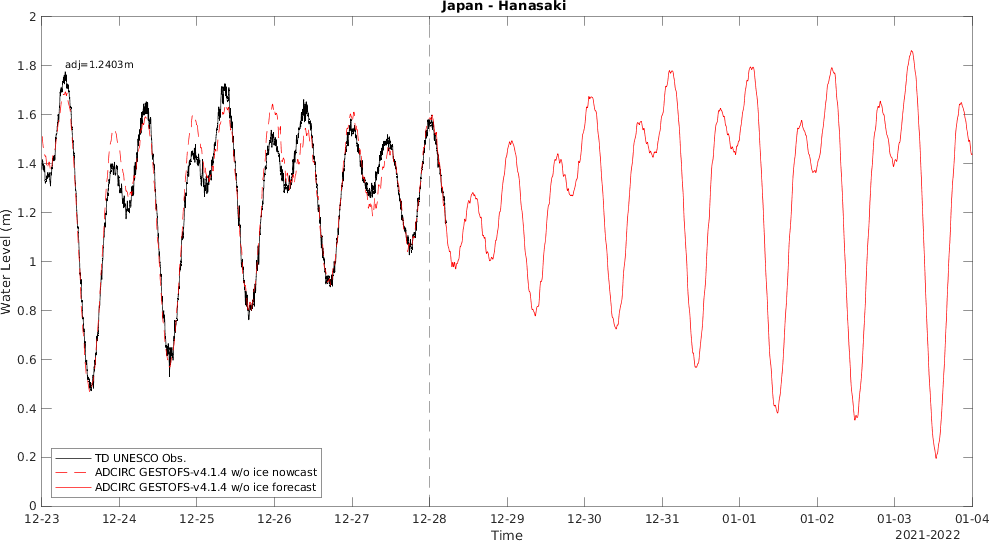 Japan - Hanasaki
adj=1.2403m
2
1.8
1.6
1.4
1.2
1
0.8
0.6
0.4
0.2
0
Water Level (m)
TD UNESCO Obs.
ADCIRC GESTOFS-v4.1.4 w/o ice nowcast
ADCIRC GESTOFS-v4.1.4 w/o ice forecast
12-23 12-24 12-25 12-26 12-27 12-28 12-29 12-30 12-31 01-01 01-02 01-03 01-04
Time
2021-2022